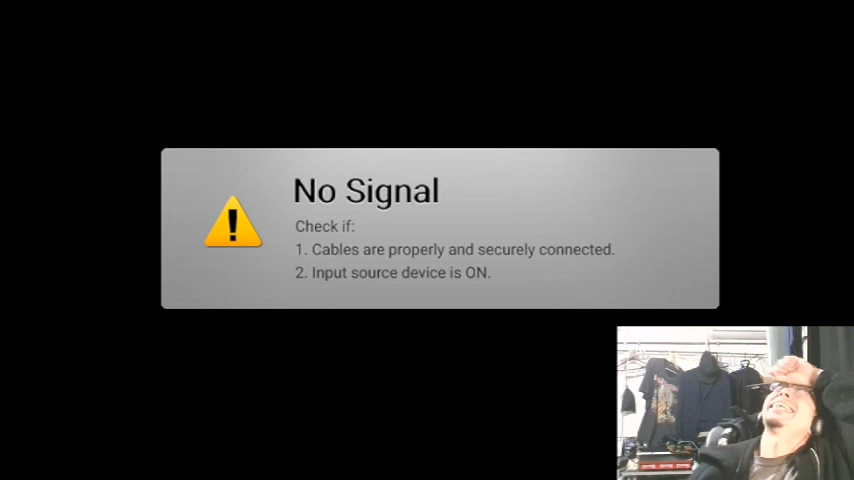 No Signal
Check if:
1. Cables are properly and securely connected.
2. Input source device is ON.